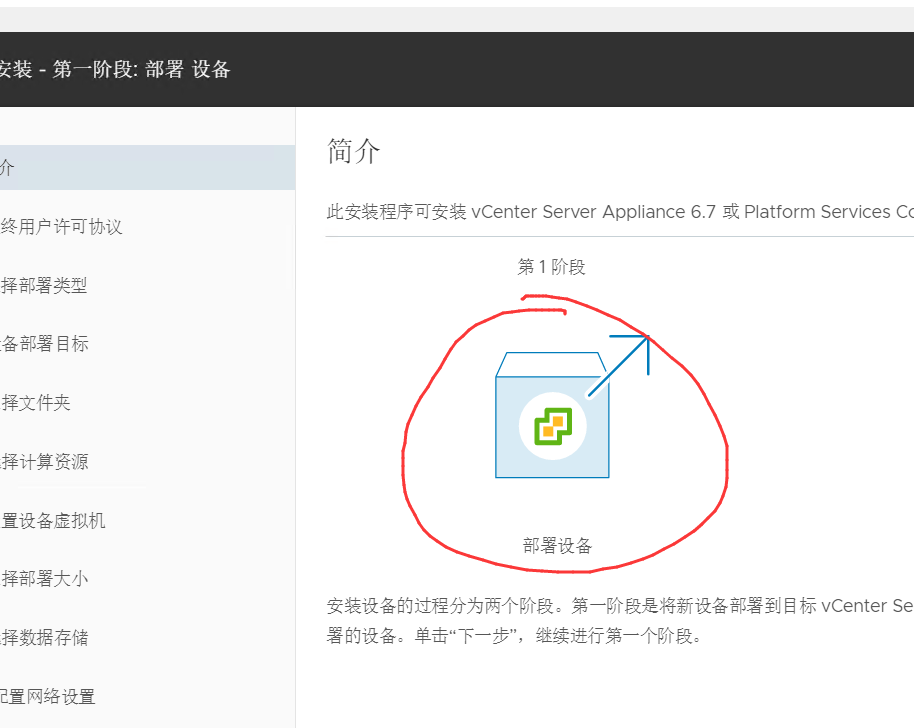 安装 - 第一阶段: 部署 设备
介
终用户许可协议
择部署类型
备部署目标
择文件夹
择计算资源
置设备虚拟机
择部署大小
择数据存储
配置网络设置
简介
此安装程序可安装 vCenter Server Appliance 6.7 或 Platform Services Co
第 1 阶段
部署设备
安装设备的过程分为两个阶段。第一阶段是将新设备部署到目标 vCenter Se
署的设备。单击“下一步”，继续进行第一个阶段。